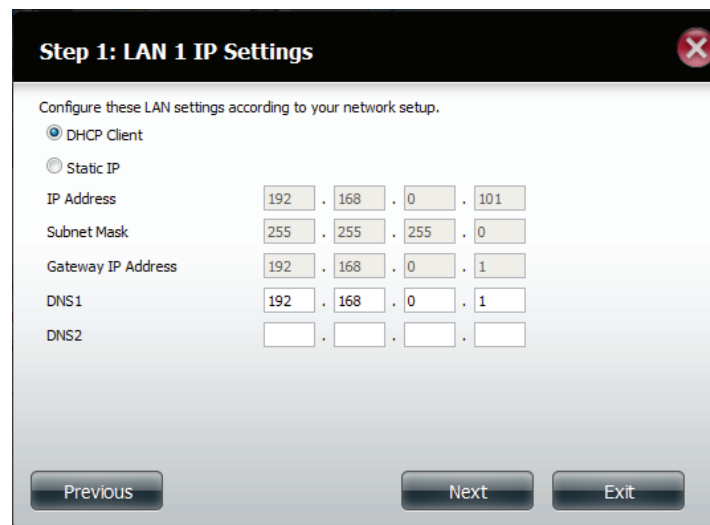 Step 1: LAN 1 IP Settings
Configure these LAN settings according to your network setup.
DHCP Client
Static IP
IP Address 192 . 168 . 0 . 101
Subnet Mask 255 . 255 . 255 . 0
Gateway IP Address 192 . 168 . 0 . 1
DNS1 192 . 168 . 0 . 1
DNS2 . . .
Previous Next Exit